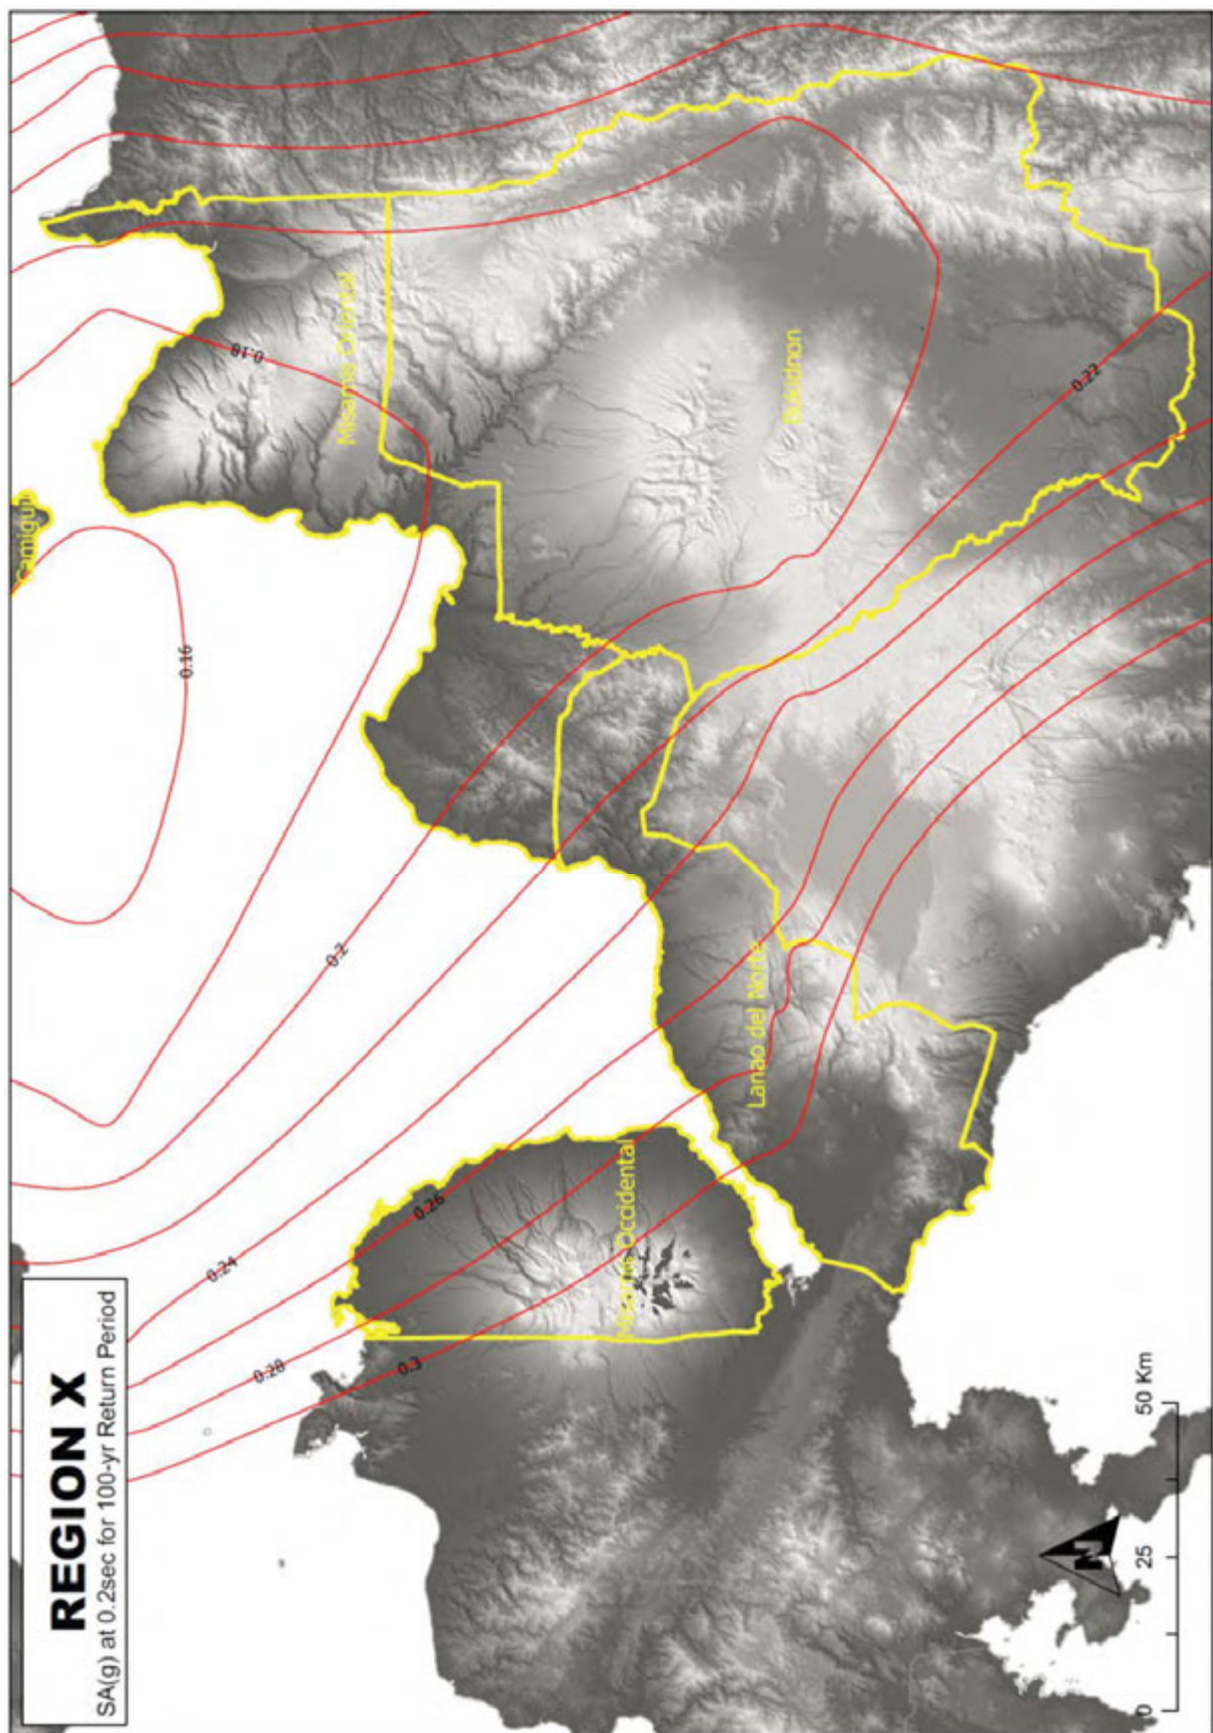 REGION X
SA(g) at 0.2sec for 100-yr Return Period
Camiguin
0.16
0.18
Misamis Oriental
0.2
0.24
0.26
0.28
0.3
Misamis Occidental
Lanao del Norte
Bukidnon
0.22
N
0
25
50 Km